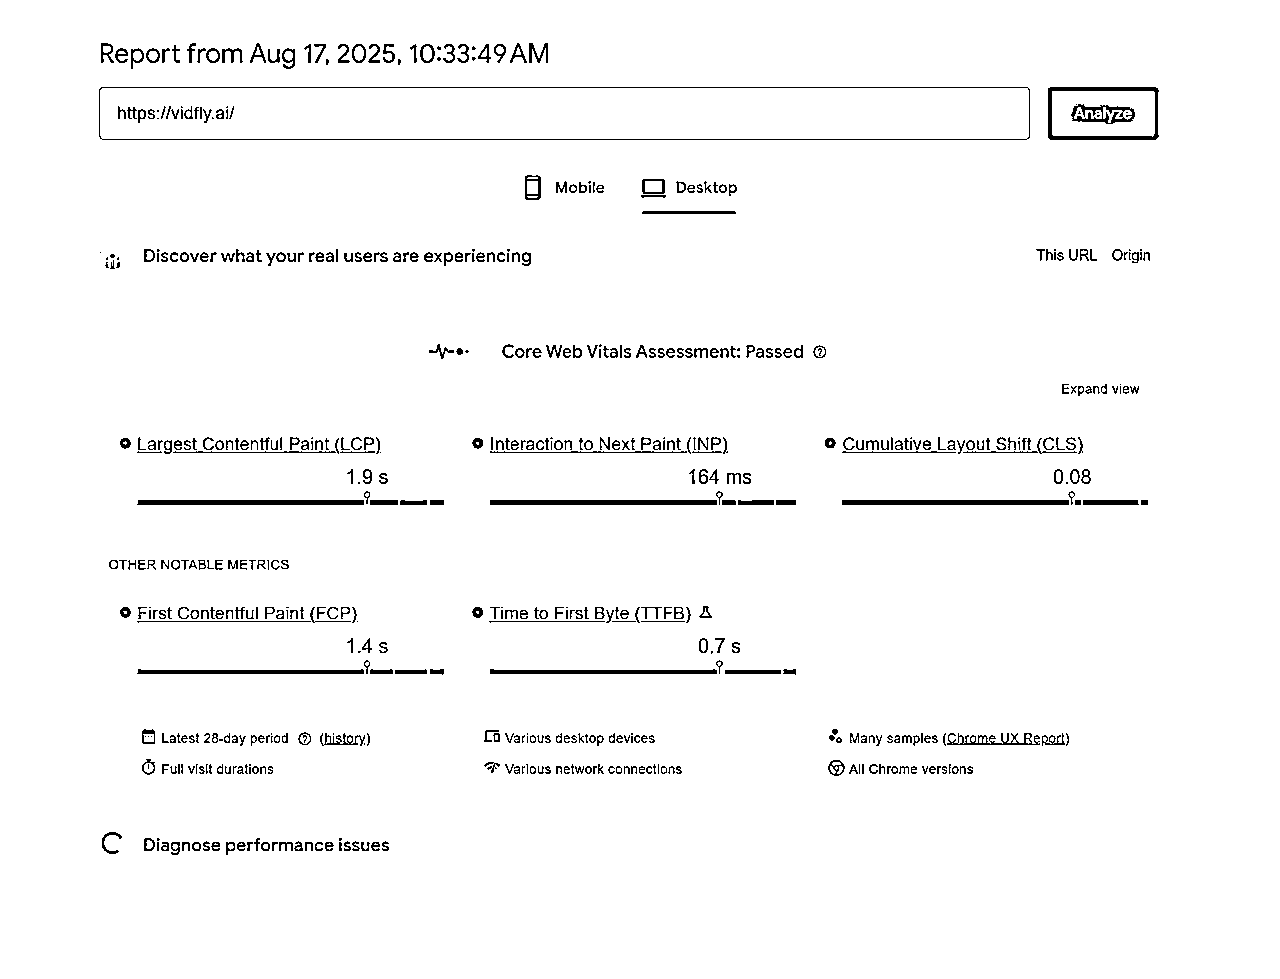 Report from Aug 17, 2025, 10:33:49 AM
https://vidfly.ai/
Analyze
Mobile
Desktop
Discover what your real users are experiencing
This URL
Origin
Core Web Vitals Assessment: Passed
Expand view
Largest Contentful Paint (LCP)
1.9 s
Interaction to Next Paint (INP)
164 ms
Cumulative Layout Shift (CLS)
0.08
OTHER NOTABLE METRICS
First Contentful Paint (FCP)
1.4 s
Time to First Byte (TTFB)
0.7 s
Latest 28-day period (history)
Various desktop devices
Many samples (Chrome UX Report)
Full visit durations
Various network connections
All Chrome versions
Diagnose performance issues